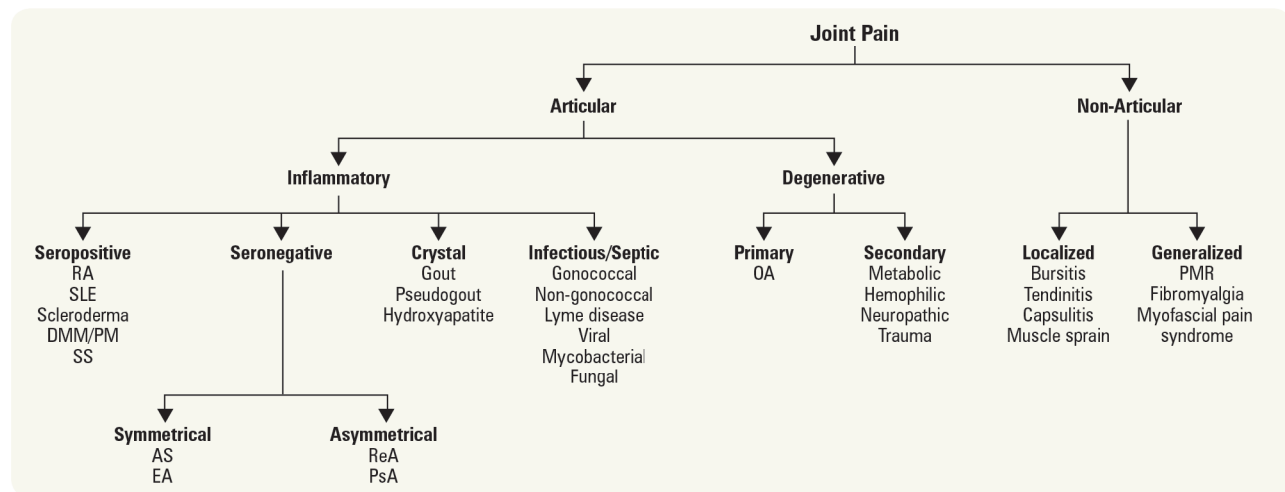 Joint Pain
Articular
Non-Articular
Inflammatory
Degenerative
Seropositive
RA
SLE
Scleroderma
DMM/PM
SS
Seronegative
Crystal
Gout
Pseudogout
Hydroxyapatite
Infectious/Septic
Gonococcal
Non-gonococcal
Lyme disease
Viral
Mycobacterial
Fungal
Primary
OA
Secondary
Metabolic
Hemophilic
Neuropathic
Trauma
Localized
Bursitis
Tendinitis
Capsulitis
Muscle sprain
Generalized
PMR
Fibromyalgia
Myofascial pain
syndrome
Symmetrical
AS
EA
Asymmetrical
ReA
PsA